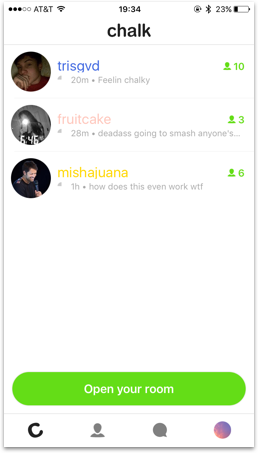 AT&T 19:34 23%
chalk
trisgvd 10
20m • Feelin chalky
fruitcake 3
28m • deadass going to smash anyone's...
mishajuana 6
1h • how does this even work wtf
Open your room